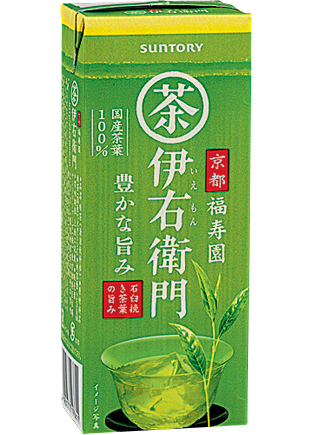 SUNTORY
茶
京都
福寿園
伊右衛門
いえもん
国産茶葉
100%
豊かな旨み
石臼挽
き茶葉
の旨み
イメージ写真